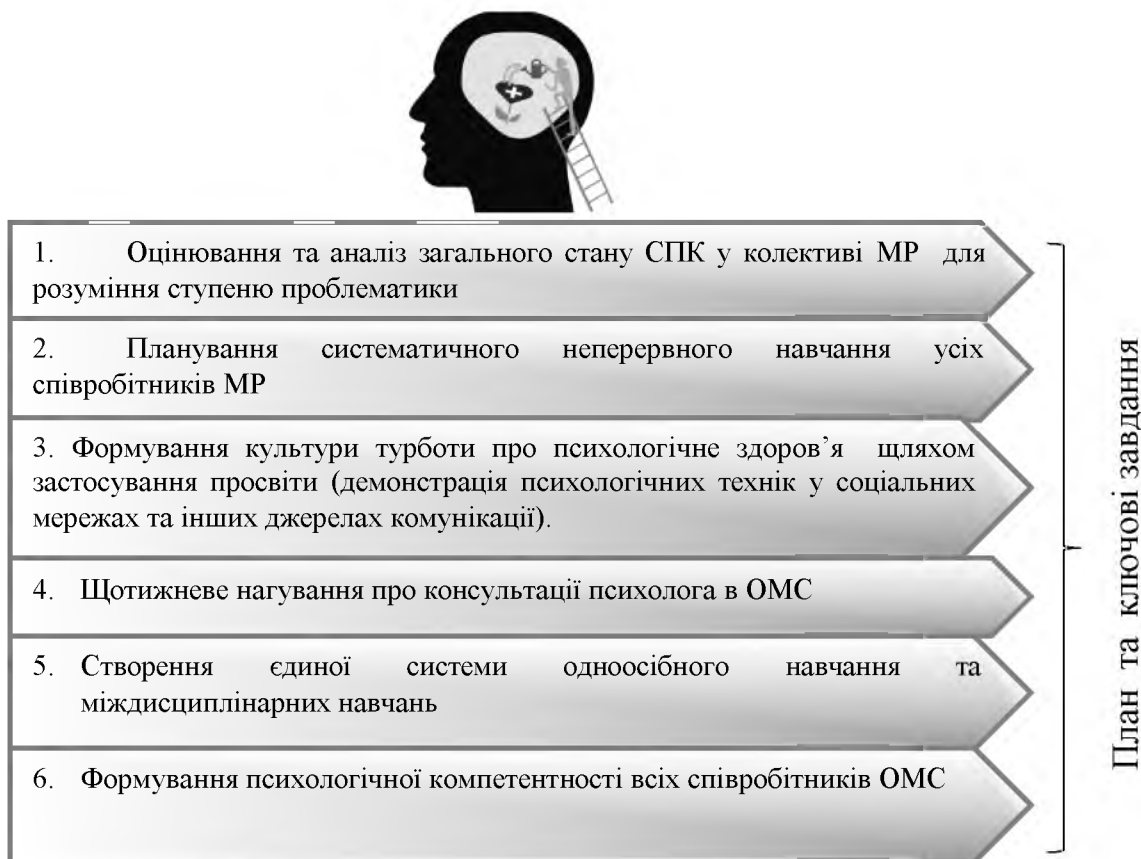 1. Оцінювання та аналіз загального стану СПК у колективі МР для
розуміння ступеню проблематики
2. Планування систематичного неперервного навчання усіх
співробітників МР
3. Формування культури турботи про психологічне здоров’я щляхом
застосування просвіти (демонстрація психологічних технік у соціальних
мережах та інших джерелах комунікації).
4. Щотижневе нагування про консультації психолога в ОМС
5. Створення єдиної системи одноосібного навчання та
міждисциплінарних навчань
6. Формування психологічної компетентності всіх співробітників ОМС
План та ключові завдання